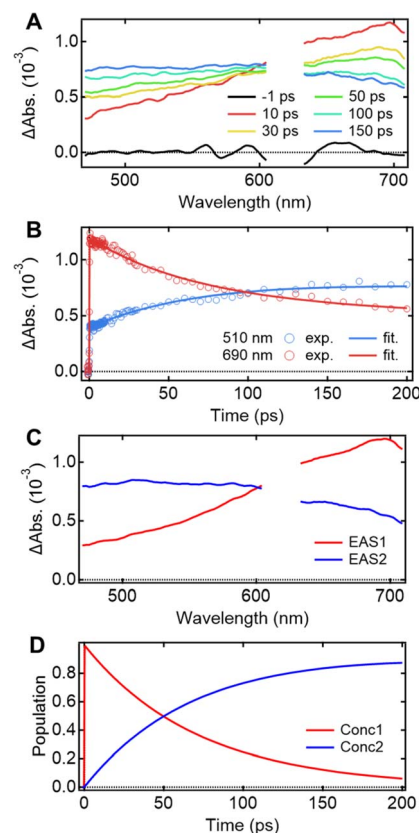 A
ΔAbs. (10⁻³)
1.0
0.5
0.0
-1 ps
50 ps
10 ps
100 ps
30 ps
150 ps
500
600
700
Wavelength (nm)
B
ΔAbs. (10⁻³)
1.0
0.5
0.0
510 nm exp. fit.
690 nm exp. fit.
0
50
100
150
200
Time (ps)
C
ΔAbs. (10⁻³)
1.0
0.5
0.0
EAS1
EAS2
500
600
700
Wavelength (nm)
D
Population
0.8
0.6
0.4
0.2
0.0
Conc1
Conc2
0
50
100
150
200
Time (ps)